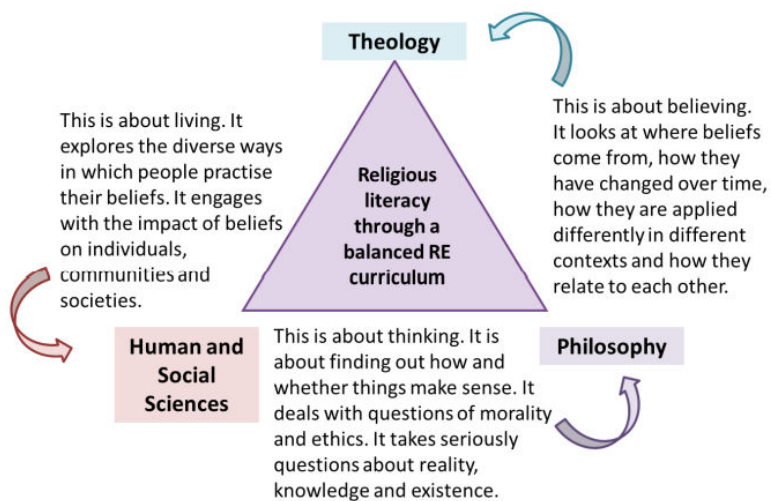 Theology
This is about living. It
explores the diverse ways
in which people practise
their beliefs. It engages
with the impact of beliefs
on individuals,
communities and
societies.
Religious
literacy
through a
balanced RE
curriculum
This is about believing.
It looks at where beliefs
come from, how they
have changed over time,
how they are applied
differently in different
contexts and how they
relate to each other.
Human and
Social
Sciences
This is about thinking. It is
about finding out how and
whether things make sense. It
deals with questions of morality
and ethics. It takes seriously
questions about reality,
knowledge and existence.
Philosophy